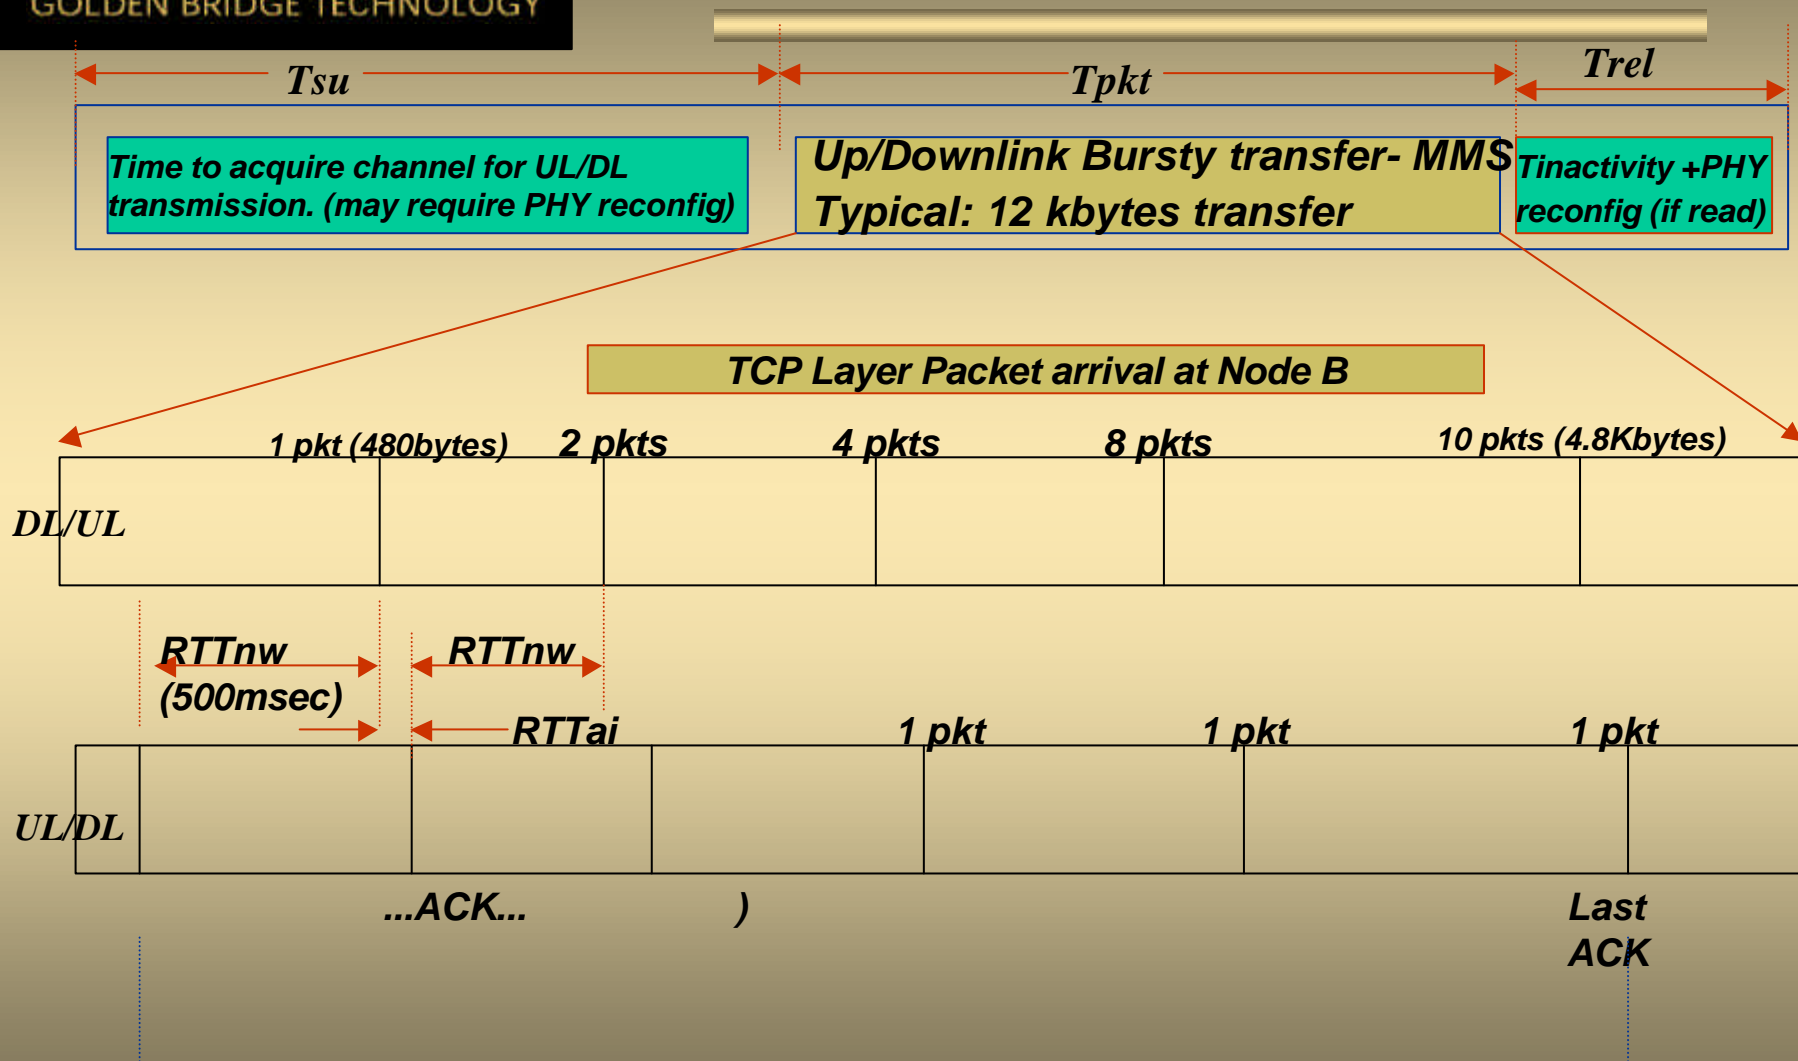 GOLDEN BRIDGE TECHNOLOGY
Tsu
Tpkt
Trel
Time to acquire channel for UL/DL
transmission. (may require PHY reconfig)
Up/Downlink Bursty transfer- MMS
Typical: 12 kbytes transfer
Tinactivity +PHY
reconfig (if read)
TCP Layer Packet arrival at Node B
1 pkt (480bytes)
2 pkts
4 pkts
8 pkts
10 pkts (4.8Kbytes)
DL/UL
RTTnw
(500msec)
RTTnw
RTTai
1 pkt
1 pkt
1 pkt
UL/DL
...ACK...
)
Last
ACK